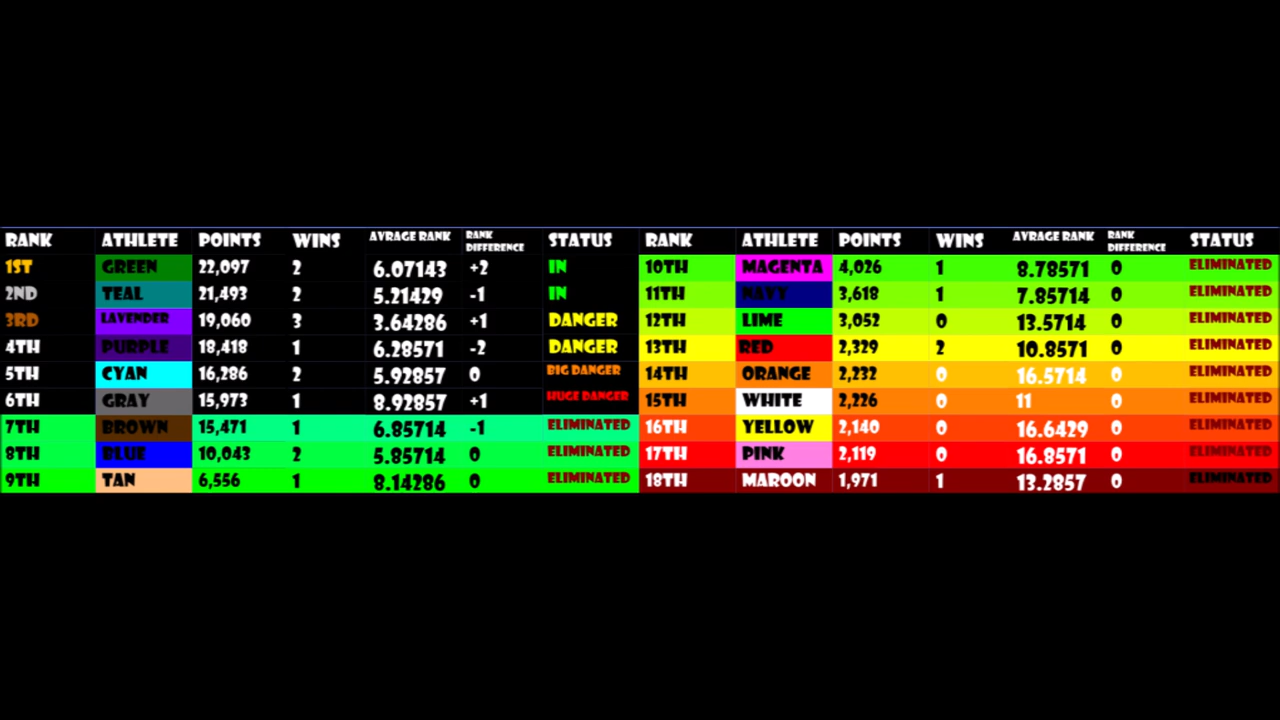 RANK ATHLETE POINTS WINS AVRAGE RANK RANK DIFFERENCE STATUS RANK ATHLETE POINTS WINS AVRAGE RANK RANK DIFFERENCE STATUS
1ST GREEN 22,097 2 6.07143 +2 IN 10TH MAGENTA 4,026 1 8.78571 0 ELIMINATED
2ND TEAL 21,493 2 5.21429 -1 IN 11TH NAVY 3,618 1 7.85714 0 ELIMINATED
3RD LAVENDER 19,060 3 3.64286 +1 DANGER 12TH LIME 3,052 0 13.5714 0 ELIMINATED
4TH PURPLE 18,418 1 6.28571 -2 DANGER 13TH RED 2,329 2 10.8571 0 ELIMINATED
5TH CYAN 16,286 2 5.92857 0 BIG DANGER 14TH ORANGE 2,232 0 16.5714 0 ELIMINATED
6TH GRAY 15,973 1 8.92857 +1 HUGE DANGER 15TH WHITE 2,226 0 11 0 ELIMINATED
7TH BROWN 15,471 1 6.85714 -1 ELIMINATED 16TH YELLOW 2,140 0 16.6429 0 ELIMINATED
8TH BLUE 10,043 2 5.85714 0 ELIMINATED 17TH PINK 2,119 0 16.8571 0 ELIMINATED
9TH TAN 6,556 1 8.14286 0 ELIMINATED 18TH MAROON 1,971 1 13.2857 0 ELIMINATED